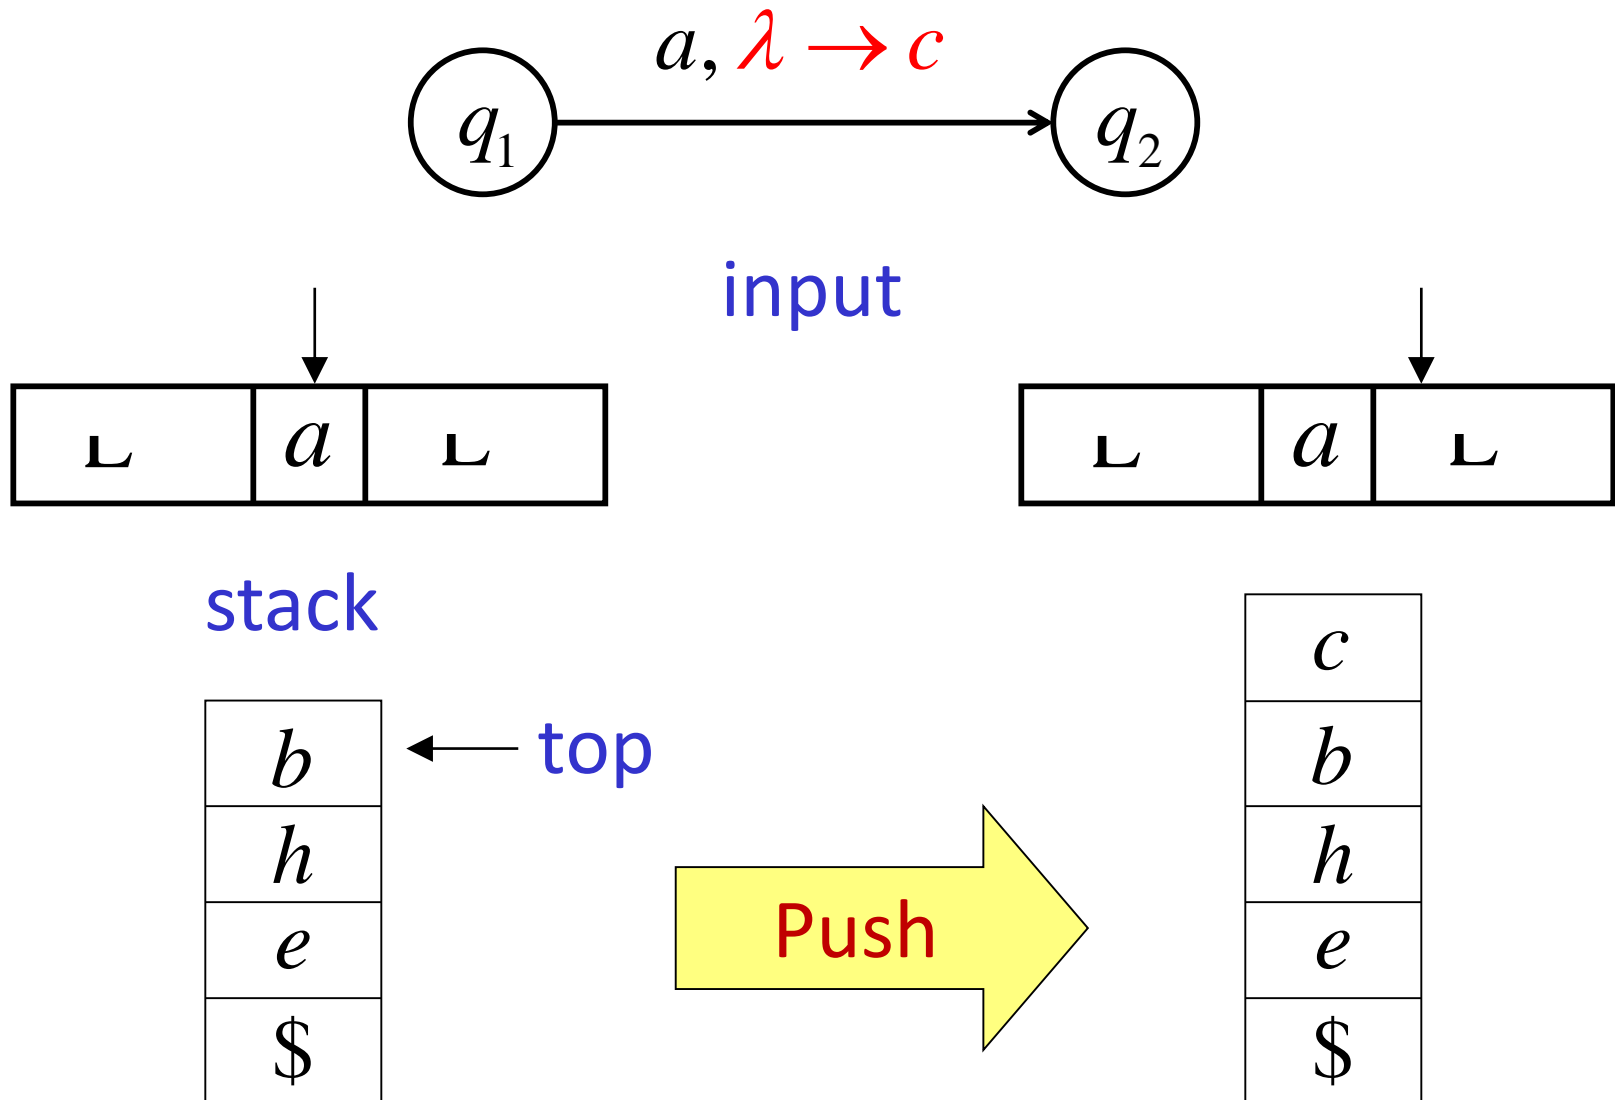 a, λ → c
q₁ q₂
input
a a
stack
c
b top b
h h
Push
e e
$ $